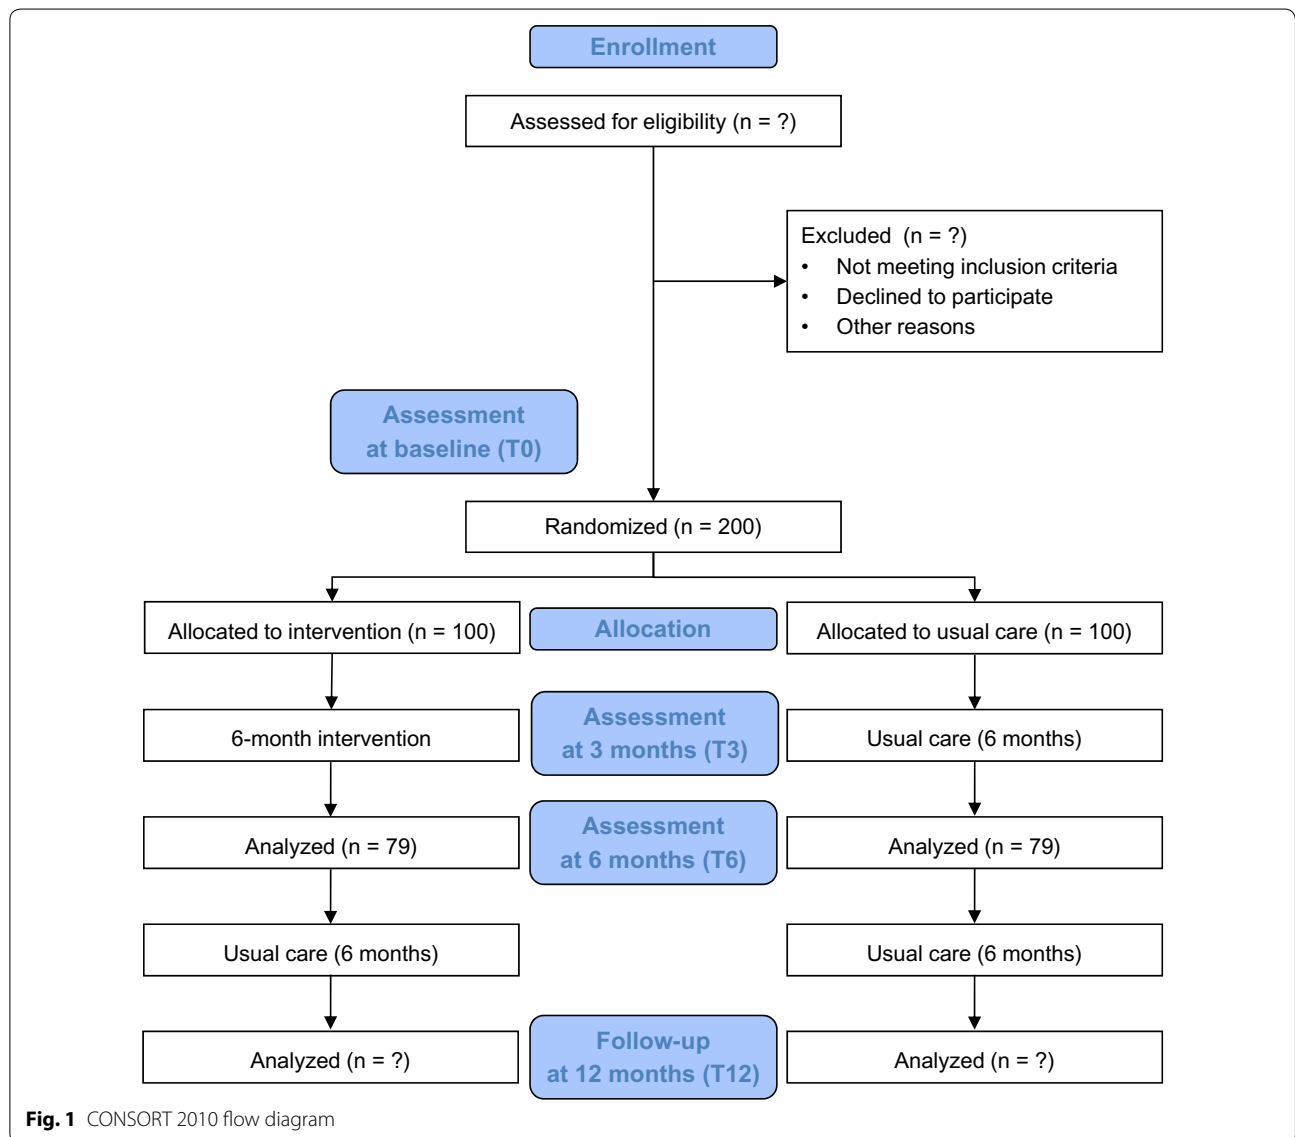 Enrollment
Assessed for eligibility (n = ?)
Excluded (n = ?)
• Not meeting inclusion criteria
• Declined to participate
• Other reasons
Assessment
at baseline (T0)
Randomized (n = 200)
Allocated to intervention (n = 100)
Allocation
Allocated to usual care (n = 100)
6-month intervention
Assessment
at 3 months (T3)
Usual care (6 months)
Analyzed (n = 79)
Assessment
at 6 months (T6)
Analyzed (n = 79)
Usual care (6 months)
Usual care (6 months)
Analyzed (n = ?)
Follow-up
at 12 months (T12)
Analyzed (n = ?)
Fig. 1 CONSORT 2010 flow diagram